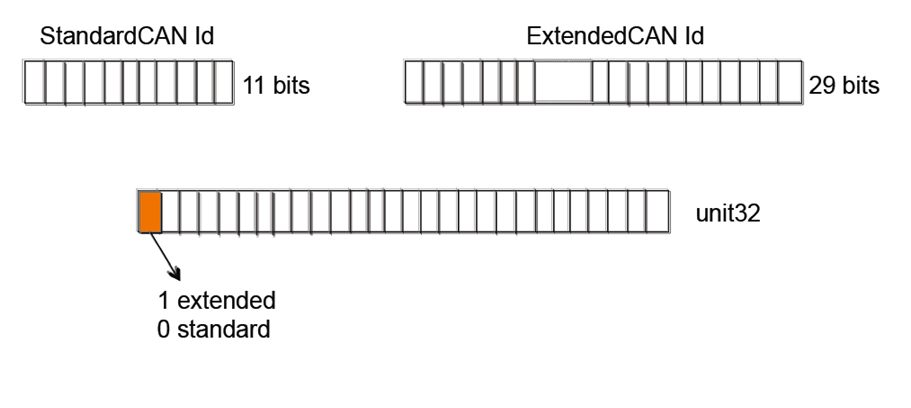 StandardCAN Id
ExtendedCAN Id
11 bits
29 bits
unit32
1 extended
0 standard